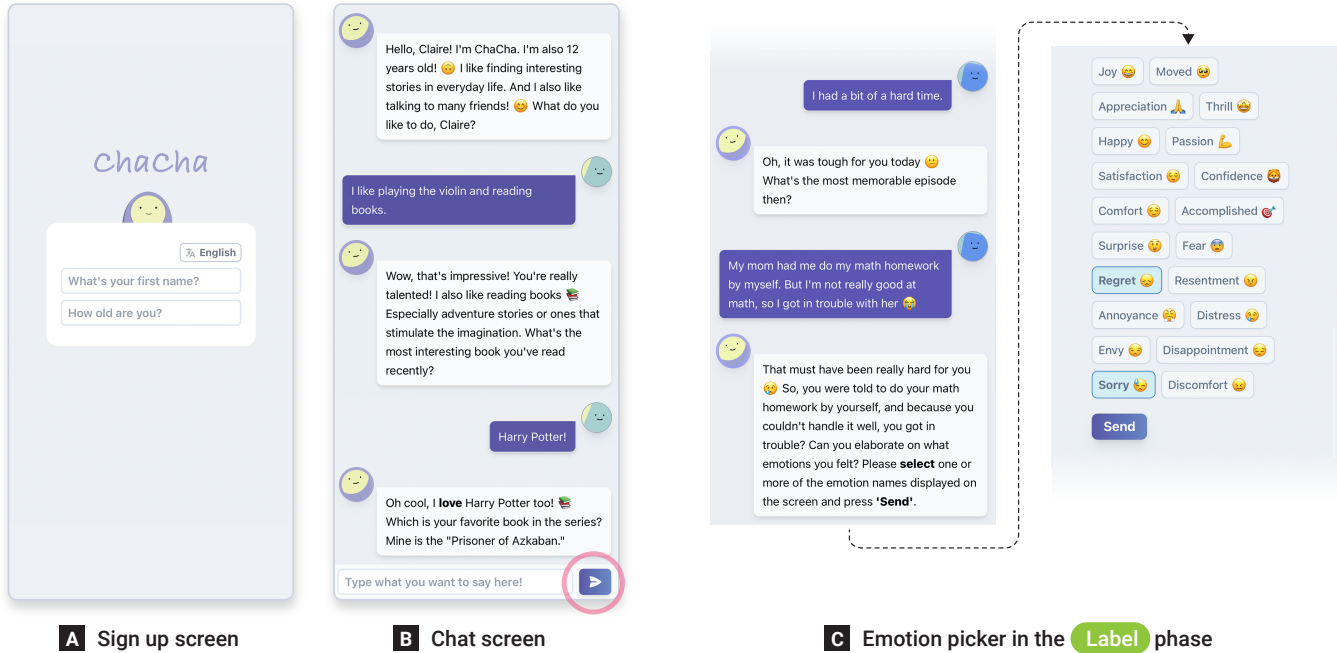 ChaCha
English
What's your first name?
How old are you?
A Sign up screen
Hello, Claire! I'm ChaCha. I'm also 12
years old! 🙃 I like finding interesting
stories in everyday life. And I also like
talking to many friends! 😊 What do you
like to do, Claire?
I like playing the violin and reading
books.
Wow, that's impressive! You're really
talented! I also like reading books 📚
Especially adventure stories or ones that
stimulate the imagination. What's the
most interesting book you've read
recently?
Harry Potter!
Oh cool, I love Harry Potter too! 📚
Which is your favorite book in the series?
Mine is the "Prisoner of Azkaban."
Type what you want to say here!
B Chat screen
I had a bit of a hard time.
Oh, it was tough for you today 😕
What's the most memorable episode
then?
My mom had me do my math homework
by myself. But I'm not really good at
math, so I got in trouble with her 😭
That must have been really hard for you
😢 So, you were told to do your math
homework by yourself, and because you
couldn't handle it well, you got in
trouble? Can you elaborate on what
emotions you felt? Please select one or
more of the emotion names displayed on
the screen and press 'Send'.
Joy 😄 Moved 🥺
Appreciation 🙏 Thrill 🤩
Happy 😊 Passion 💪
Satisfaction 😌 Confidence 🦁
Comfort 😌 Accomplished 🎯
Surprise 😲 Fear 😨
Regret 😞 Resentment 😠
Annoyance 😤 Distress 😢
Envy 😒 Disappointment 😔
Sorry 😓 Discomfort 😖
Send
C Emotion picker in the Label phase